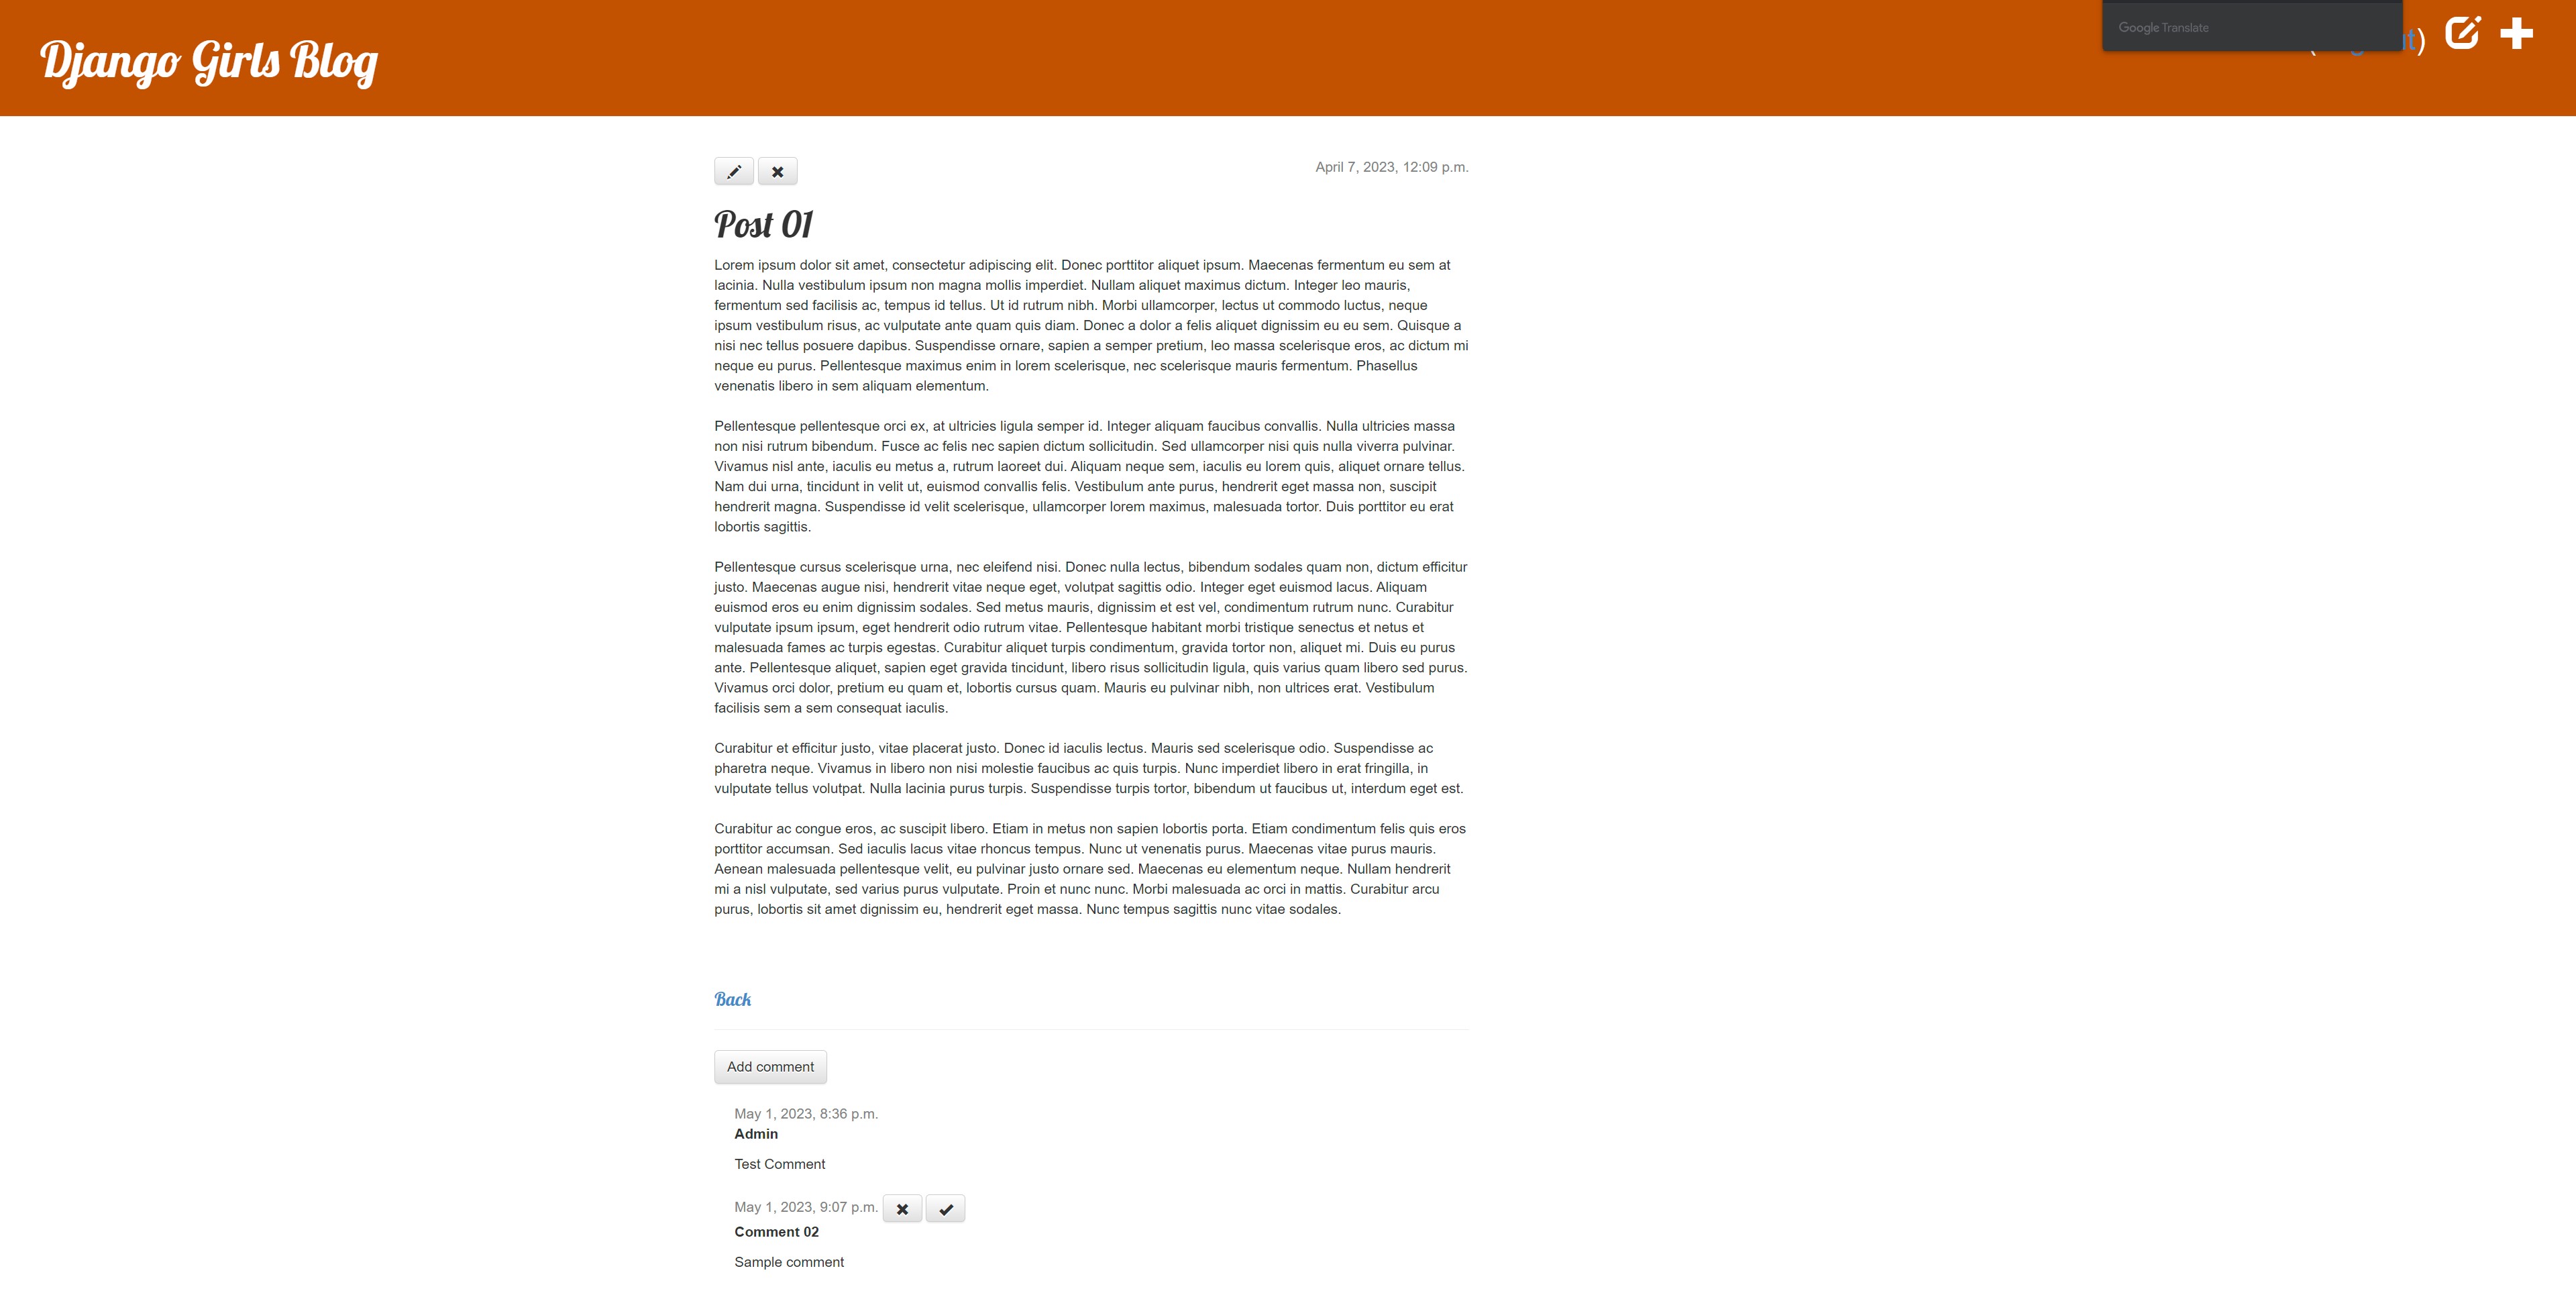 Django Girls Blog
Google Translate
)
April 7, 2023, 12:09 p.m.
Post 01
Lorem ipsum dolor sit amet, consectetur adipiscing elit. Donec porttitor aliquet ipsum. Maecenas fermentum eu sem at
lacinia. Nulla vestibulum ipsum non magna mollis imperdiet. Nullam aliquet maximus dictum. Integer leo mauris,
fermentum sed facilisis ac, tempus id tellus. Ut id rutrum nibh. Morbi ullamcorper, lectus ut commodo luctus, neque
ipsum vestibulum risus, ac vulputate ante quam quis diam. Donec a dolor a felis aliquet dignissim eu eu sem. Quisque a
nisi nec tellus posuere dapibus. Suspendisse ornare, sapien a semper pretium, leo massa scelerisque eros, ac dictum mi
neque eu purus. Pellentesque maximus enim in lorem scelerisque, nec scelerisque mauris fermentum. Phasellus
venenatis libero in sem aliquam elementum.
Pellentesque pellentesque orci ex, at ultricies ligula semper id. Integer aliquam faucibus convallis. Nulla ultricies massa
non nisi rutrum bibendum. Fusce ac felis nec sapien dictum sollicitudin. Sed ullamcorper nisi quis nulla viverra pulvinar.
Vivamus nisl ante, iaculis eu metus a, rutrum laoreet dui. Aliquam neque sem, iaculis eu lorem quis, aliquet ornare tellus.
Nam dui urna, tincidunt in velit ut, euismod convallis felis. Vestibulum ante purus, hendrerit eget massa non, suscipit
hendrerit magna. Suspendisse id velit scelerisque, ullamcorper lorem maximus, malesuada tortor. Duis porttitor eu erat
lobortis sagittis.
Pellentesque cursus scelerisque urna, nec eleifend nisi. Donec nulla lectus, bibendum sodales quam non, dictum efficitur
justo. Maecenas augue nisi, hendrerit vitae neque eget, volutpat sagittis odio. Integer eget euismod lacus. Aliquam
euismod eros eu enim dignissim sodales. Sed metus mauris, dignissim et est vel, condimentum rutrum nunc. Curabitur
vulputate ipsum ipsum, eget hendrerit odio rutrum vitae. Pellentesque habitant morbi tristique senectus et netus et
malesuada fames ac turpis egestas. Curabitur aliquet turpis condimentum, gravida tortor non, aliquet mi. Duis eu purus
ante. Pellentesque aliquet, sapien eget gravida tincidunt, libero risus sollicitudin ligula, quis varius quam libero sed purus.
Vivamus orci dolor, pretium eu quam et, lobortis cursus quam. Mauris eu pulvinar nibh, non ultrices erat. Vestibulum
facilisis sem a sem consequat iaculis.
Curabitur et efficitur justo, vitae placerat justo. Donec id iaculis lectus. Mauris sed scelerisque odio. Suspendisse ac
pharetra neque. Vivamus in libero non nisi molestie faucibus ac quis turpis. Nunc imperdiet libero in erat fringilla, in
vulputate tellus volutpat. Nulla lacinia purus turpis. Suspendisse turpis tortor, bibendum ut faucibus ut, interdum eget est.
Curabitur ac congue eros, ac suscipit libero. Etiam in metus non sapien lobortis porta. Etiam condimentum felis quis eros
porttitor accumsan. Sed iaculis lacus vitae rhoncus tempus. Nunc ut venenatis purus. Maecenas vitae purus mauris.
Aenean malesuada pellentesque velit, eu pulvinar justo ornare sed. Maecenas eu elementum neque. Nullam hendrerit
mi a nisl vulputate, sed varius purus vulputate. Proin et nunc nunc. Morbi malesuada ac orci in mattis. Curabitur arcu
purus, lobortis sit amet dignissim eu, hendrerit eget massa. Nunc tempus sagittis nunc vitae sodales.
Back
Add comment
May 1, 2023, 8:36 p.m.
Admin
Test Comment
May 1, 2023, 9:07 p.m.
Comment 02
Sample comment